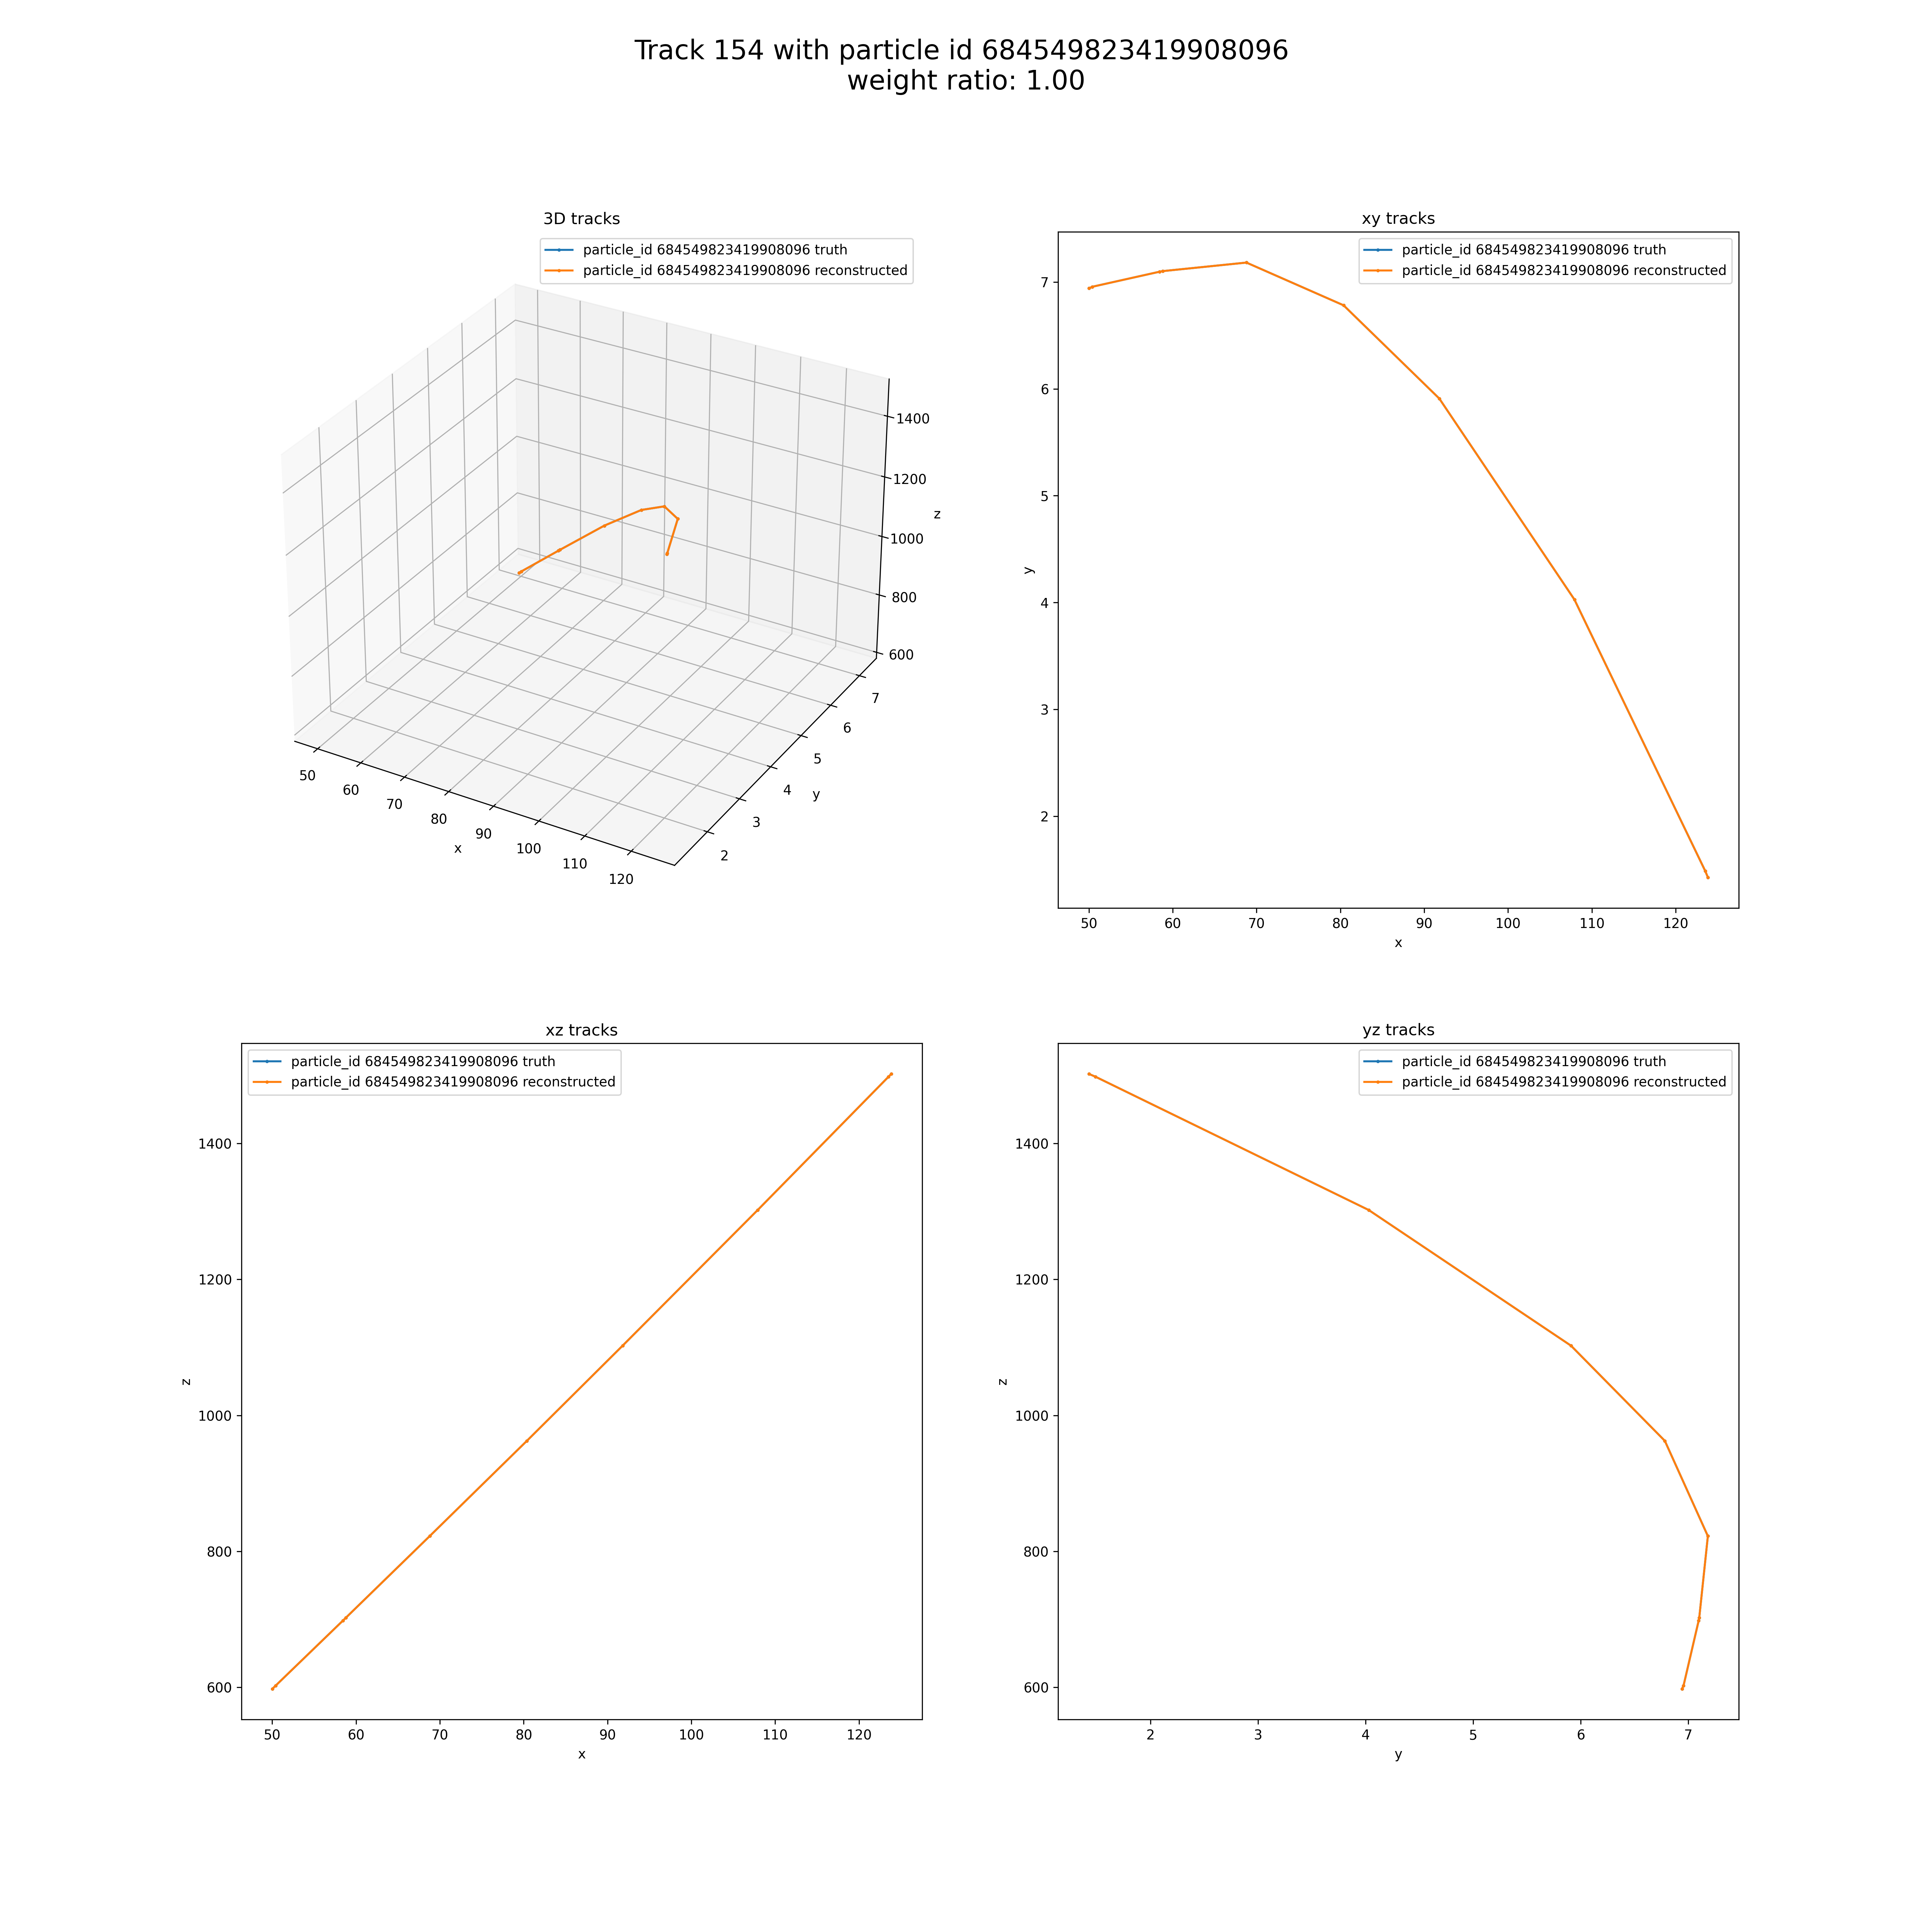 Track 154 with particle id 684549823419908096
weight ratio: 1.00
3D tracks
particle_id 684549823419908096 truth
particle_id 684549823419908096 reconstructed
1400
1200
z
1000
800
600
7
6
5
4
y
3
2
50
60
70
80
x
90
100
110
120
xy tracks
particle_id 684549823419908096 truth
particle_id 684549823419908096 reconstructed
7
6
5
y
4
3
2
50 60 70 80 90 100 110 120
x
xz tracks
particle_id 684549823419908096 truth
particle_id 684549823419908096 reconstructed
1400
1200
z
1000
800
600
50 60 70 80 90 100 110 120
x
yz tracks
particle_id 684549823419908096 truth
particle_id 684549823419908096 reconstructed
1400
1200
z
1000
800
600
2 3 4 5 6 7
y